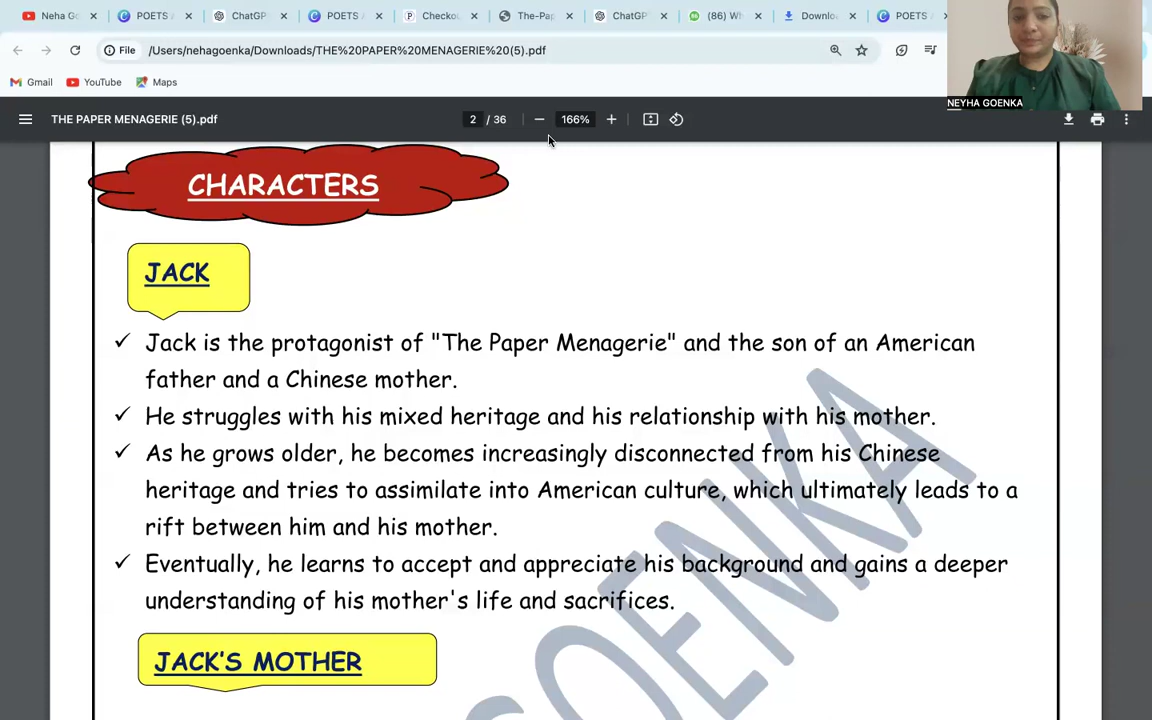 Neha Go
POETS A
ChatGP
POETS A
Checko
The-Pap
ChatGP
(86) Wh
Downlo
POETS
File
/Users/nehagoenka/Downloads/THE%20PAPER%20MENAGERIE%20(5).pdf
Gmail
YouTube
Maps
NEYHA GOENKA
THE PAPER MENAGERIE (5).pdf
2 / 36
166%
CHARACTERS
JACK
✓ Jack is the protagonist of "The Paper Menagerie" and the son of an American
father and a Chinese mother.
✓ He struggles with his mixed heritage and his relationship with his mother.
✓ As he grows older, he becomes increasingly disconnected from his Chinese
heritage and tries to assimilate into American culture, which ultimately leads to a
rift between him and his mother.
✓ Eventually, he learns to accept and appreciate his background and gains a deeper
understanding of his mother's life and sacrifices.
JACK'S MOTHER
GOENKA